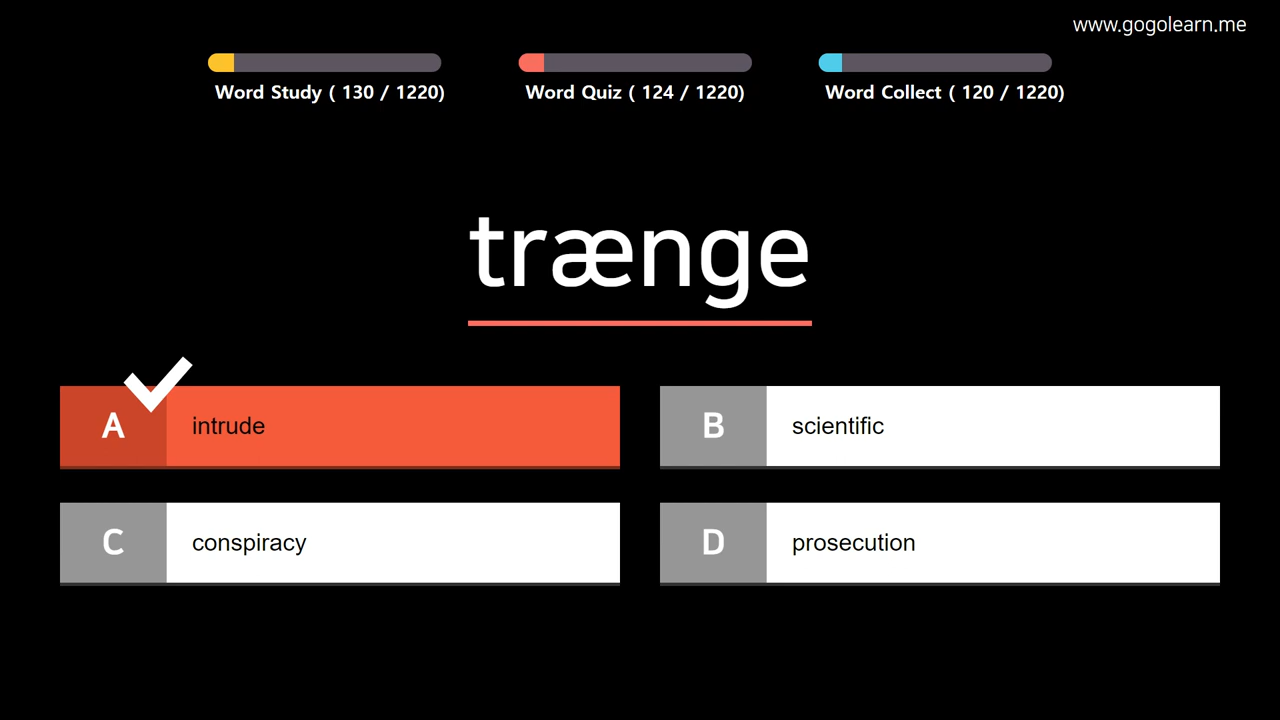 www.gogolearn.me
Word Study ( 130 / 1220)
Word Quiz ( 124 / 1220)
Word Collect ( 120 / 1220)
trænge
A intrude
B scientific
C conspiracy
D prosecution